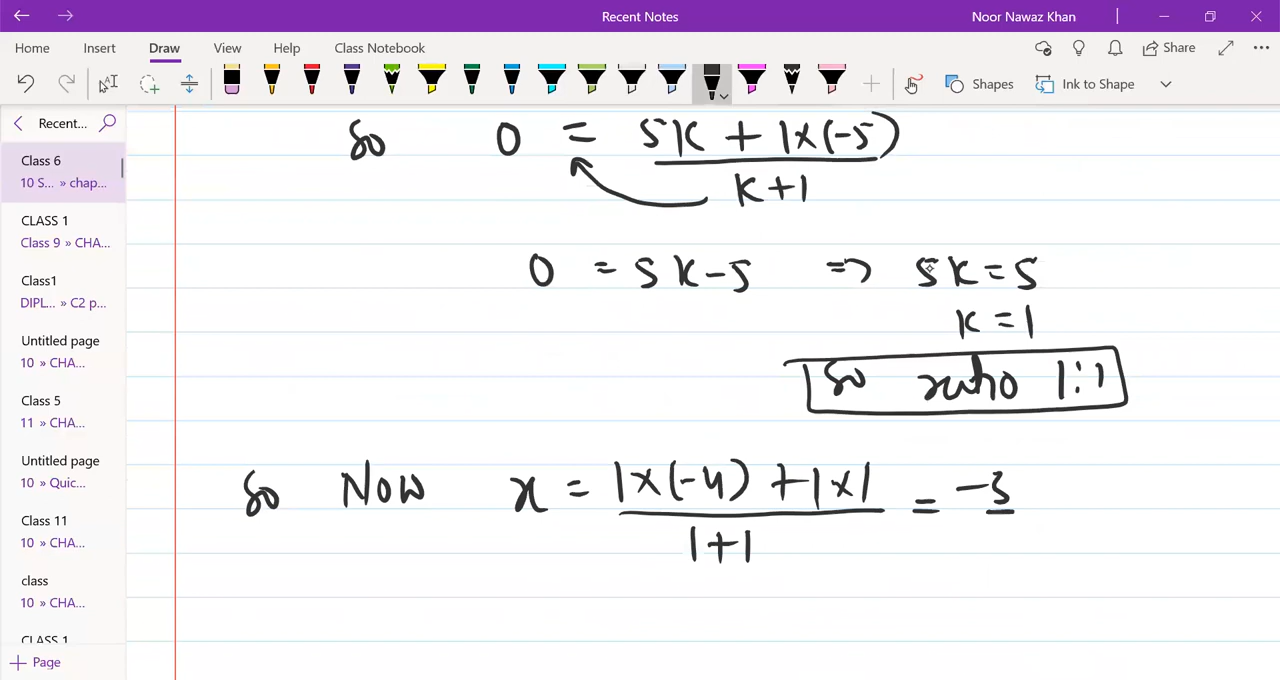 Recent Notes
Noor Nawaz Khan
Home Insert Draw View Help Class Notebook Share
Shapes Ink to Shape
Recent...
Class 6
10 S... » chap...
CLASS 1
Class 9 » CHA...
Class1
DIPL... » C2 p...
Untitled page
10 » CHA...
Class 5
11 » CHA...
Untitled page
10 » Quic...
Class 11
10 » CHA...
class
10 » CHA...
CLASS 1
Page
So 0 = 5K + 1×(-5)
K+1
0 = 5K-5 => 5K=5
K=1
So ratio 1:1
So Now x = 1×(-4) + 1×1 = -3
1+1